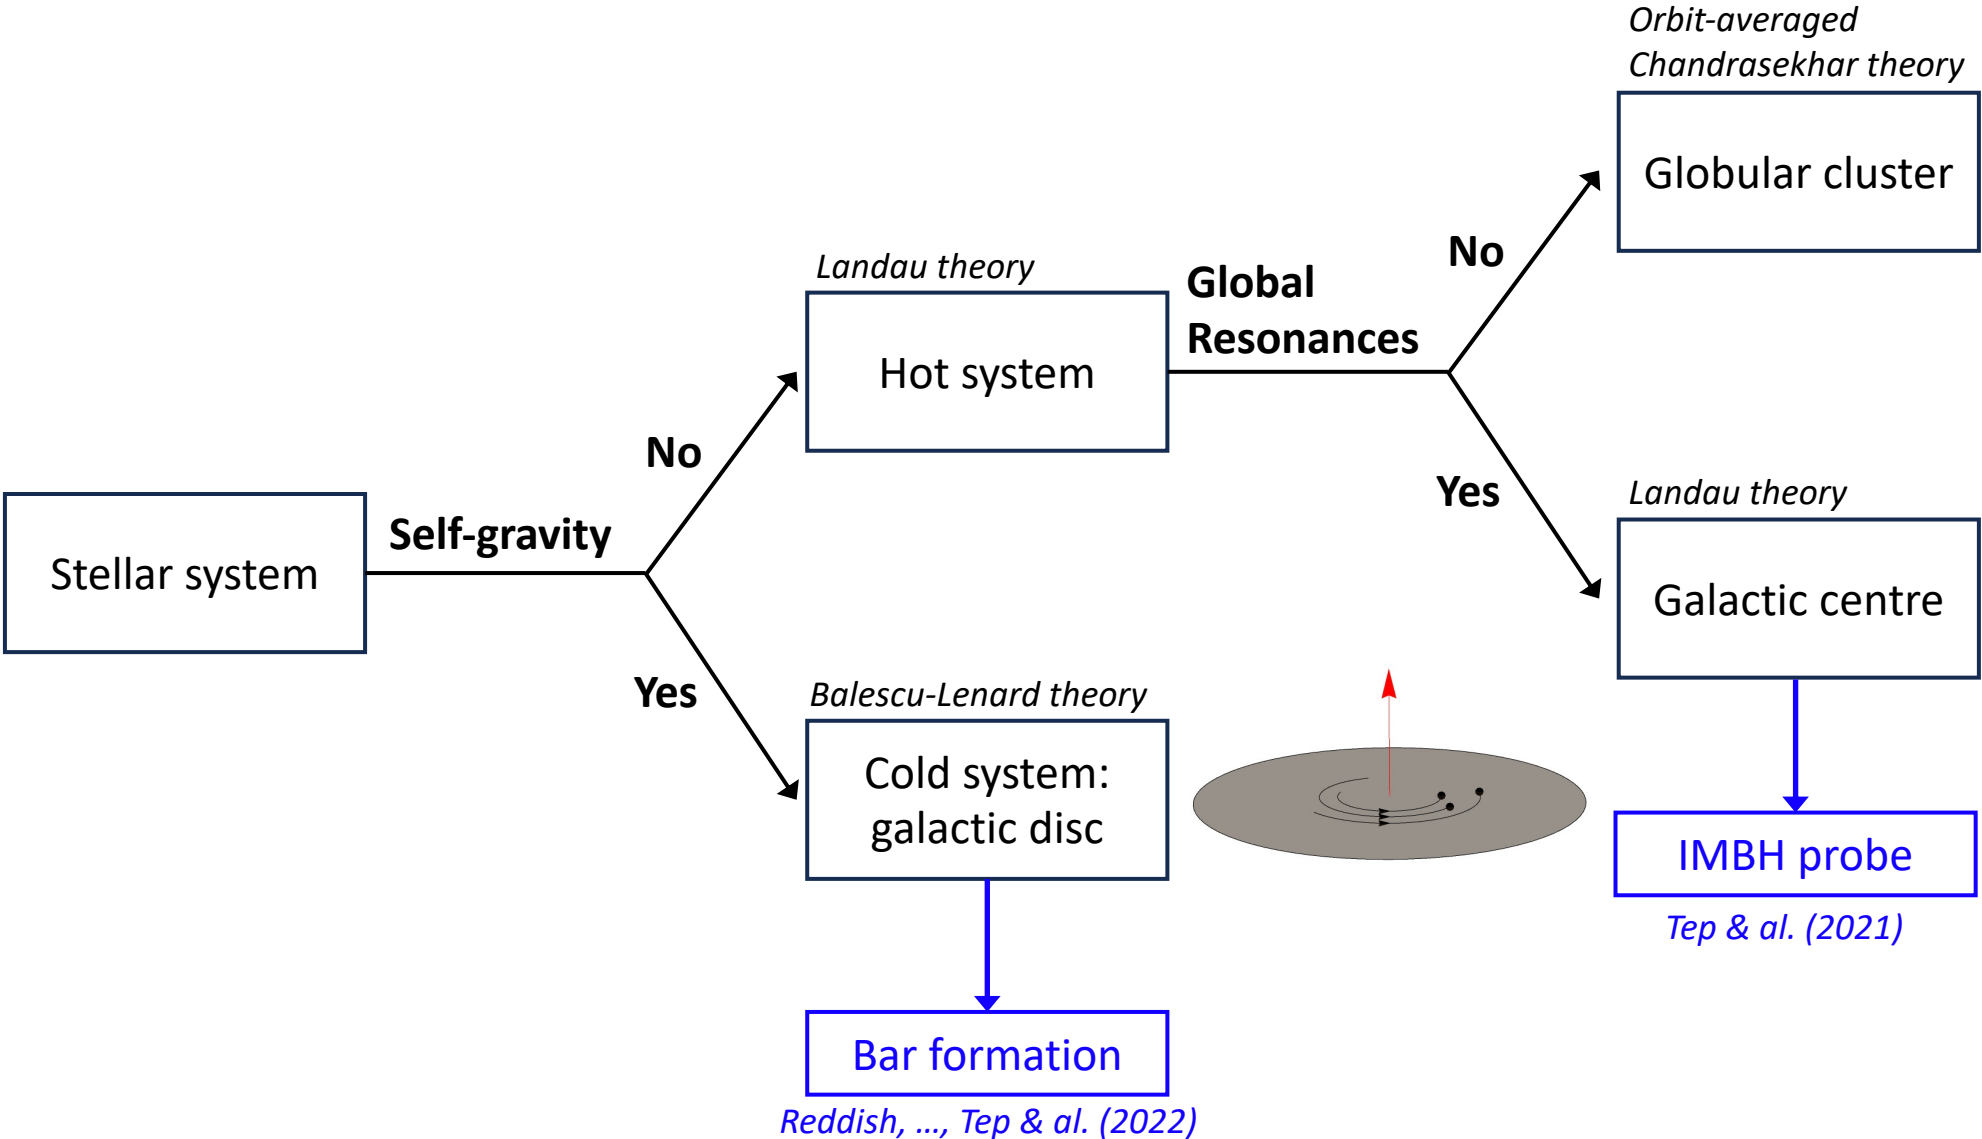 Orbit-averaged
Chandrasekhar theory
Globular cluster
No
Landau theory
Global
Resonances
Hot system
No
Yes
Landau theory
Galactic centre
Stellar system
Self-gravity
Yes
Balescu-Lenard theory
Cold system:
galactic disc
IMBH probe
Tep & al. (2021)
Bar formation
Reddish, ..., Tep & al. (2022)